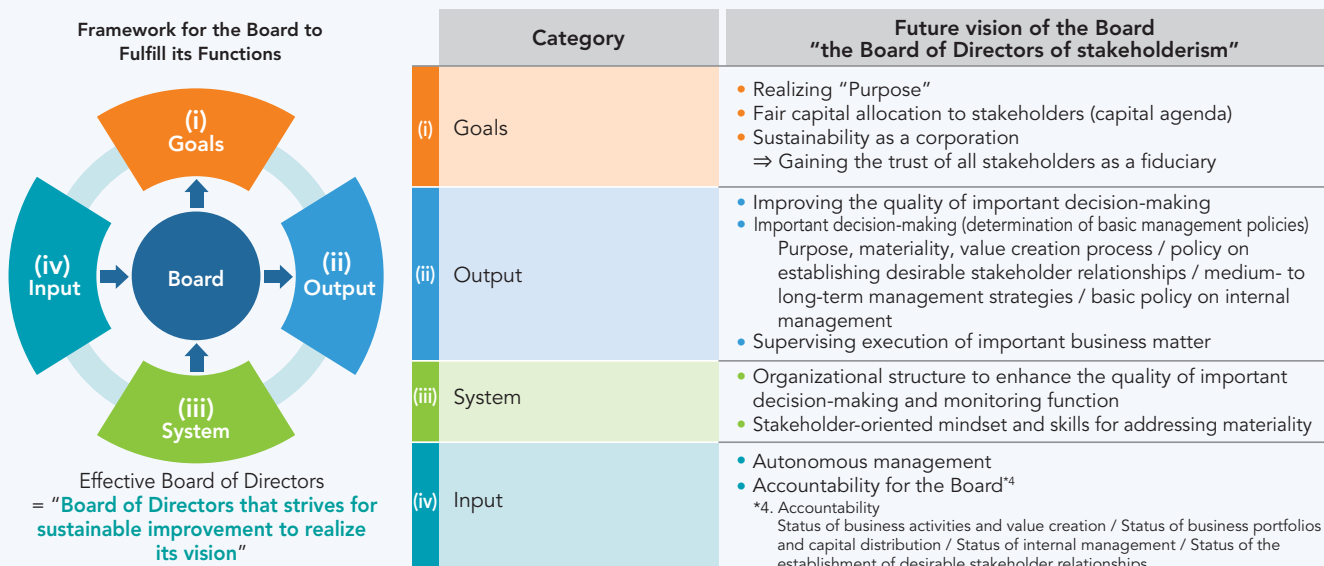 Framework for the Board to
Fulfill its Functions
(i)
Goals
(iv)
Input
Board
(ii)
Output
(iii)
System
Effective Board of Directors
= “Board of Directors that strives for
sustainable improvement to realize
its vision”
Category
Future vision of the Board
“the Board of Directors of stakeholderism”
(i)
Goals
• Realizing “Purpose”
• Fair capital allocation to stakeholders (capital agenda)
• Sustainability as a corporation
⇒ Gaining the trust of all stakeholders as a fiduciary
(ii)
Output
• Improving the quality of important decision-making
• Important decision-making (determination of basic management policies)
Purpose, materiality, value creation process / policy on
establishing desirable stakeholder relationships / medium- to
long-term management strategies / basic policy on internal
management
• Supervising execution of important business matter
(iii)
System
• Organizational structure to enhance the quality of important
decision-making and monitoring function
• Stakeholder-oriented mindset and skills for addressing materiality
(iv)
Input
• Autonomous management
• Accountability for the Board*4
*4. Accountability
Status of business activities and value creation / Status of business portfolios
and capital distribution / Status of internal management / Status of the
establishment of desirable stakeholder relationships